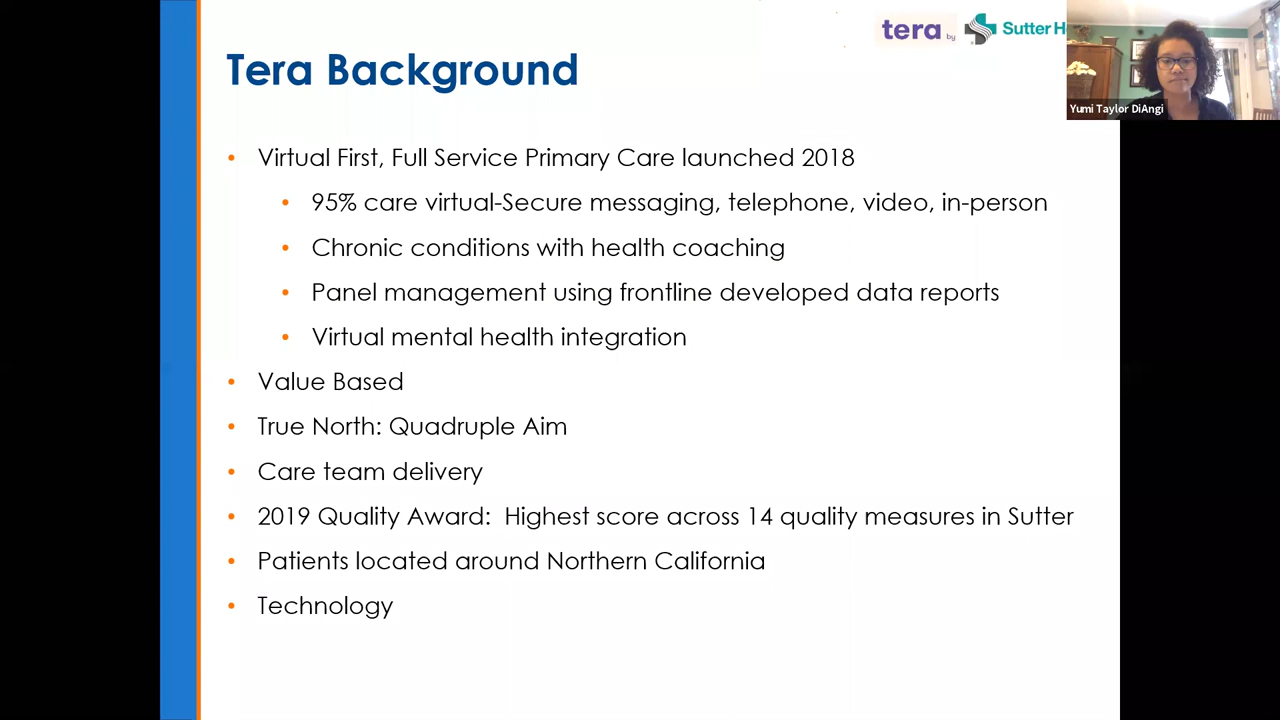 tera by Sutter H
Tera Background
Yumi Taylor DiAngi
• Virtual First, Full Service Primary Care launched 2018
• 95% care virtual-Secure messaging, telephone, video, in-person
• Chronic conditions with health coaching
• Panel management using frontline developed data reports
• Virtual mental health integration
• Value Based
• True North: Quadruple Aim
• Care team delivery
• 2019 Quality Award:  Highest score across 14 quality measures in Sutter
• Patients located around Northern California
• Technology